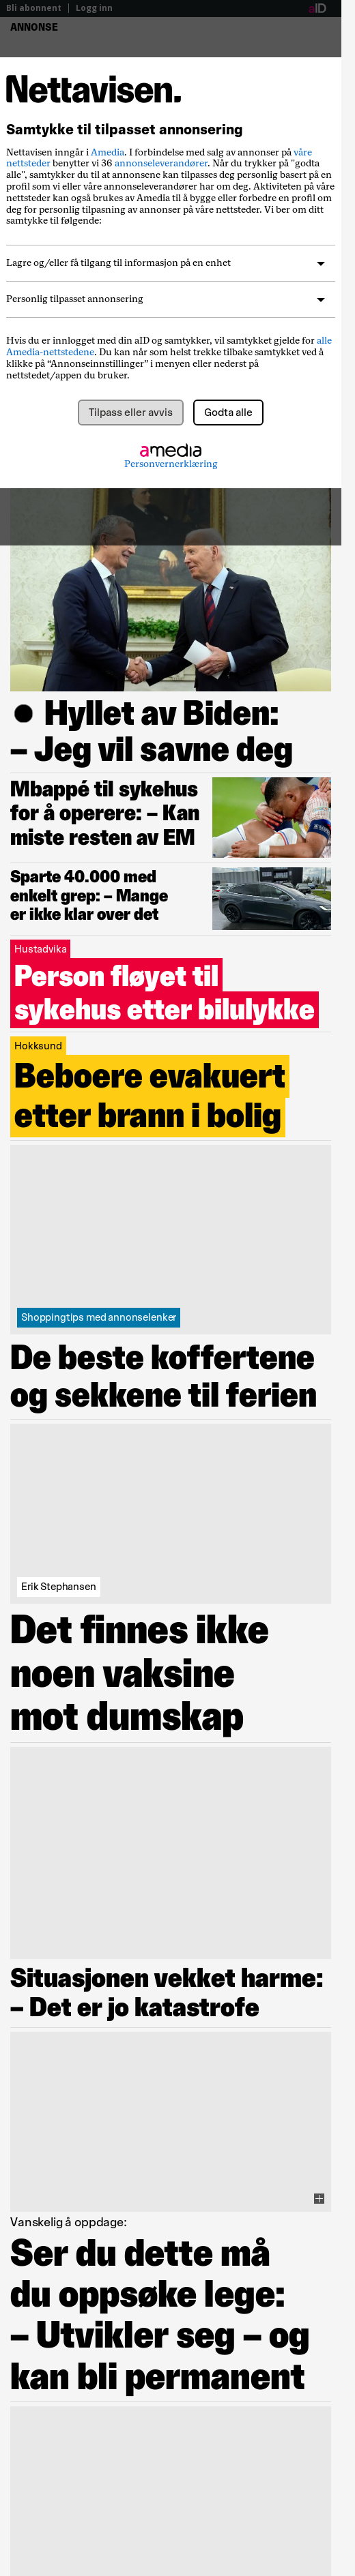 Bli abonnent | Logg inn
aID
ANNONSE
Nettavisen.
Samtykke til tilpasset annonsering
Nettavisen inngår i Amedia. I forbindelse med salg av annonser på våre
nettsteder benytter vi 36 annonseleverandører. Når du trykker på "godta
alle", samtykker du til at annonsene kan tilpasses deg personlig basert på en
profil som vi eller våre annonseleverandører har om deg. Aktiviteten på våre
nettsteder kan også brukes av Amedia til å bygge eller forbedre en profil om
deg for personlig tilpasning av annonser på våre nettsteder. Vi ber om ditt
samtykke til følgende:
Lagre og/eller få tilgang til informasjon på en enhet
Personlig tilpasset annonsering
Hvis du er innlogget med din aID og samtykker, vil samtykket gjelde for alle
Amedia-nettstedene. Du kan når som helst trekke tilbake samtykket ved å
klikke på “Annonseinnstillinger” i menyen eller nederst på
nettstedet/appen du bruker.
Tilpass eller avvis
Godta alle
amedia
Personvernerklæring
Hyllet av Biden:
– Jeg vil savne deg
Mbappé til sykehus
for å operere: – Kan
miste resten av EM
Sparte 40.000 med
enkelt grep: – Mange
er ikke klar over det
Hustadvika
Person fløyet til
sykehus etter bilulykke
Hokksund
Beboere evakuert
etter brann i bolig
Shoppingtips med annonselenker
De beste koffertene
og sekkene til ferien
Erik Stephansen
Det finnes ikke
noen vaksine
mot dumskap
Situasjonen vekket harme:
– Det er jo katastrofe
Vanskelig å oppdage:
Ser du dette må
du oppsøke lege:
– Utvikler seg – og
kan bli permanent